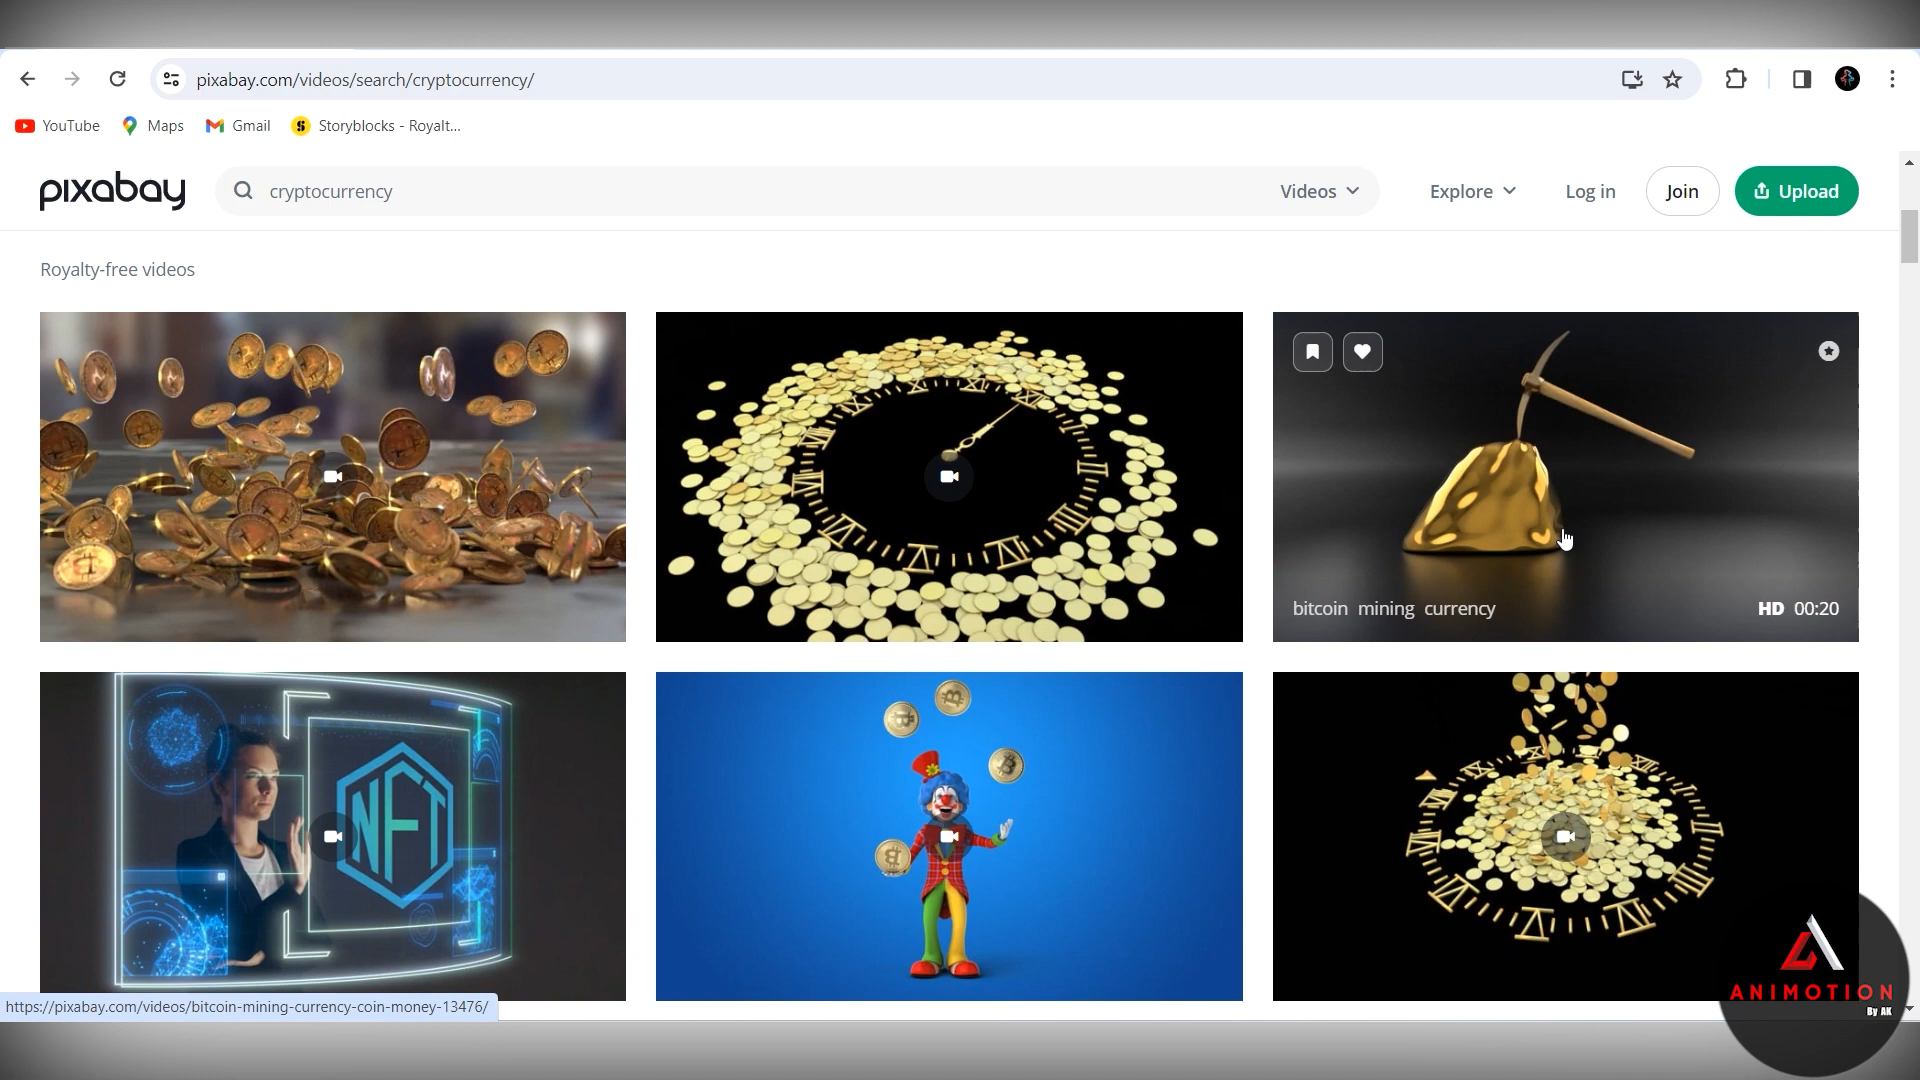 pixabay.com/videos/search/cryptocurrency/
YouTube
Maps
Gmail
Storyblocks - Royalt...
pixabay
cryptocurrency
Videos
Explore
Log in
Join
Upload
Royalty-free videos
bitcoin mining currency
HD 00:20
NFT
https://pixabay.com/videos/bitcoin-mining-currency-coin-money-13476/
ANIMOTION
By AK